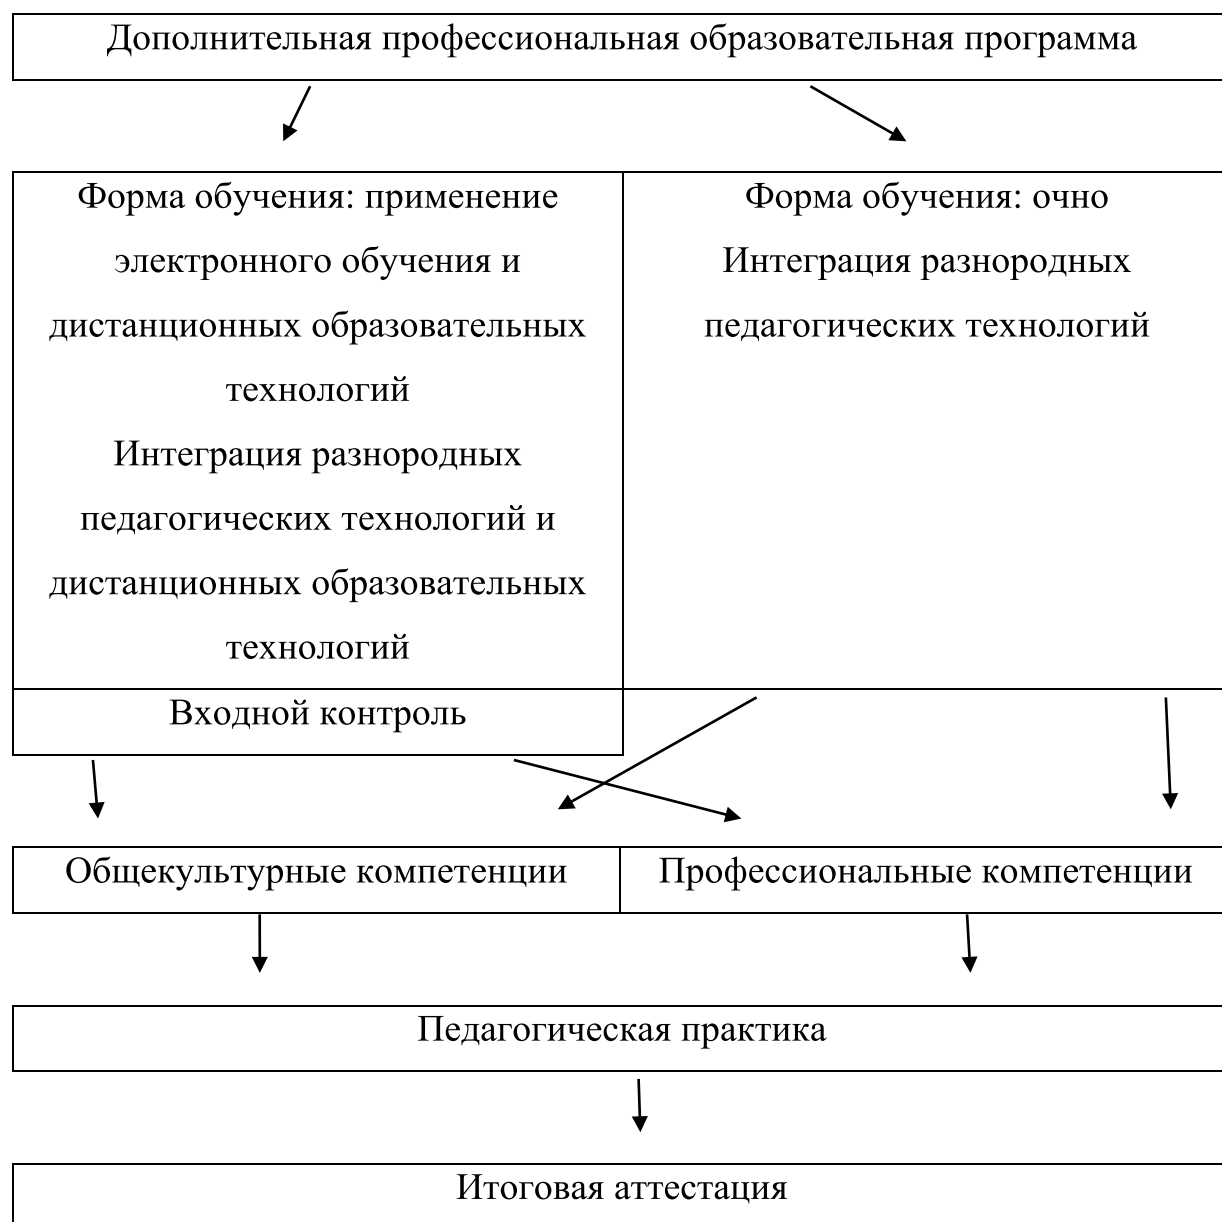 Дополнительная профессиональная образовательная программа
Форма обучения: применение
электронного обучения и
дистанционных образовательных
технологий
Интеграция разнородных
педагогических технологий и
дистанционных образовательных
технологий
Форма обучения: очно
Интеграция разнородных
педагогических технологий
Входной контроль
Общекультурные компетенции
Профессиональные компетенции
Педагогическая практика
Итоговая аттестация